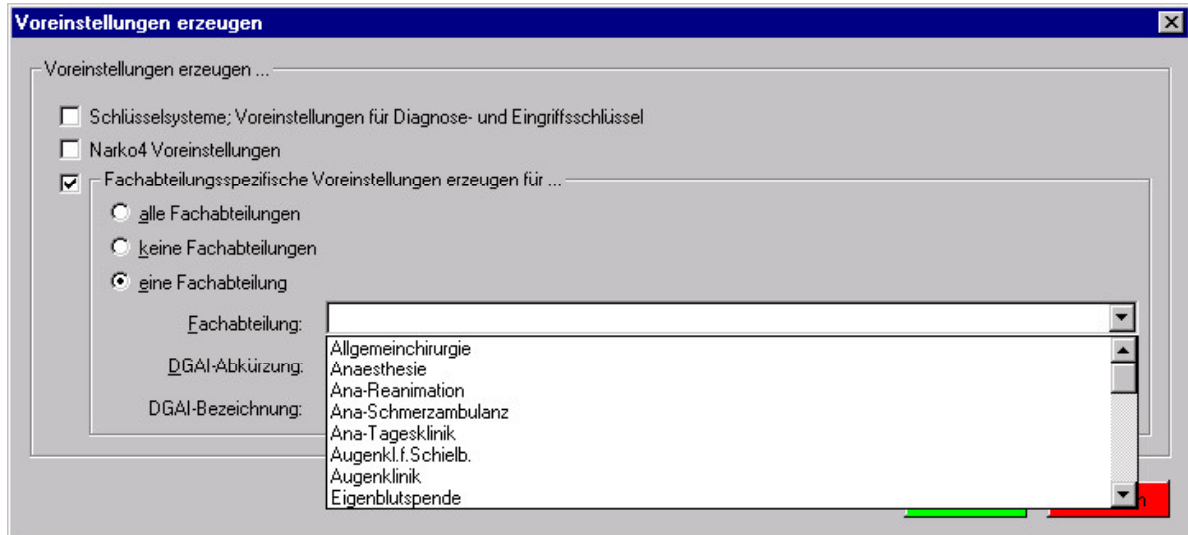 Voreinstellungen erzeugen
Voreinstellungen erzeugen ...
Schlüsselsysteme; Voreinstellungen für Diagnose- und Eingriffsschlüssel
Narko4 Voreinstellungen
Fachabteilungsspezifische Voreinstellungen erzeugen für ...
alle Fachabteilungen
keine Fachabteilungen
eine Fachabteilung
Fachabteilung:
DGAI-Abkürzung:
DGAI-Bezeichnung:
Allgemeinchirurgie
Anaesthesie
Ana-Reanimation
Ana-Schmerzambulanz
Ana-Tagesklinik
Augenkl.f.Schielb.
Augenklinik
Eigenblutspende